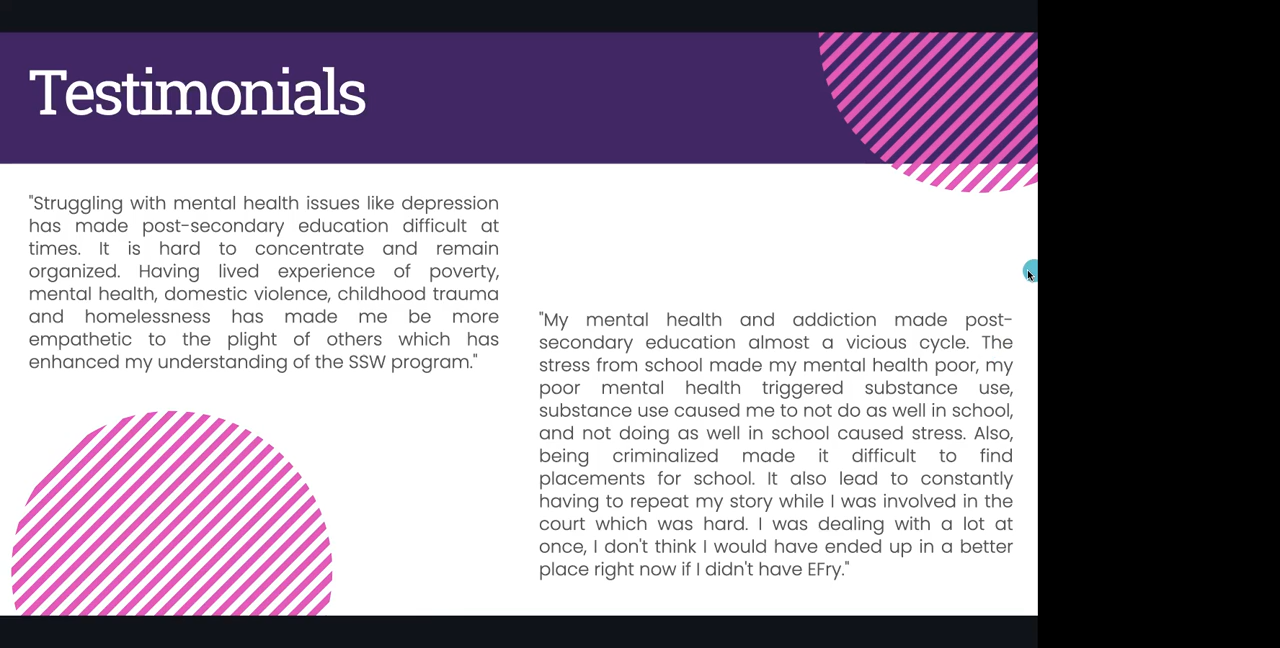 Testimonials
"Struggling with mental health issues like depression
has made post-secondary education difficult at
times. It is hard to concentrate and remain
organized. Having lived experience of poverty,
mental health, domestic violence, childhood trauma
and homelessness has made me be more
empathetic to the plight of others which has
enhanced my understanding of the SSW program."
"My mental health and addiction made post-
secondary education almost a vicious cycle. The
stress from school made my mental health poor, my
poor mental health triggered substance use,
substance use caused me to not do as well in school,
and not doing as well in school caused stress. Also,
being criminalized made it difficult to find
placements for school. It also lead to constantly
having to repeat my story while I was involved in the
court which was hard. I was dealing with a lot at
once, I don't think I would have ended up in a better
place right now if I didn't have EFry."